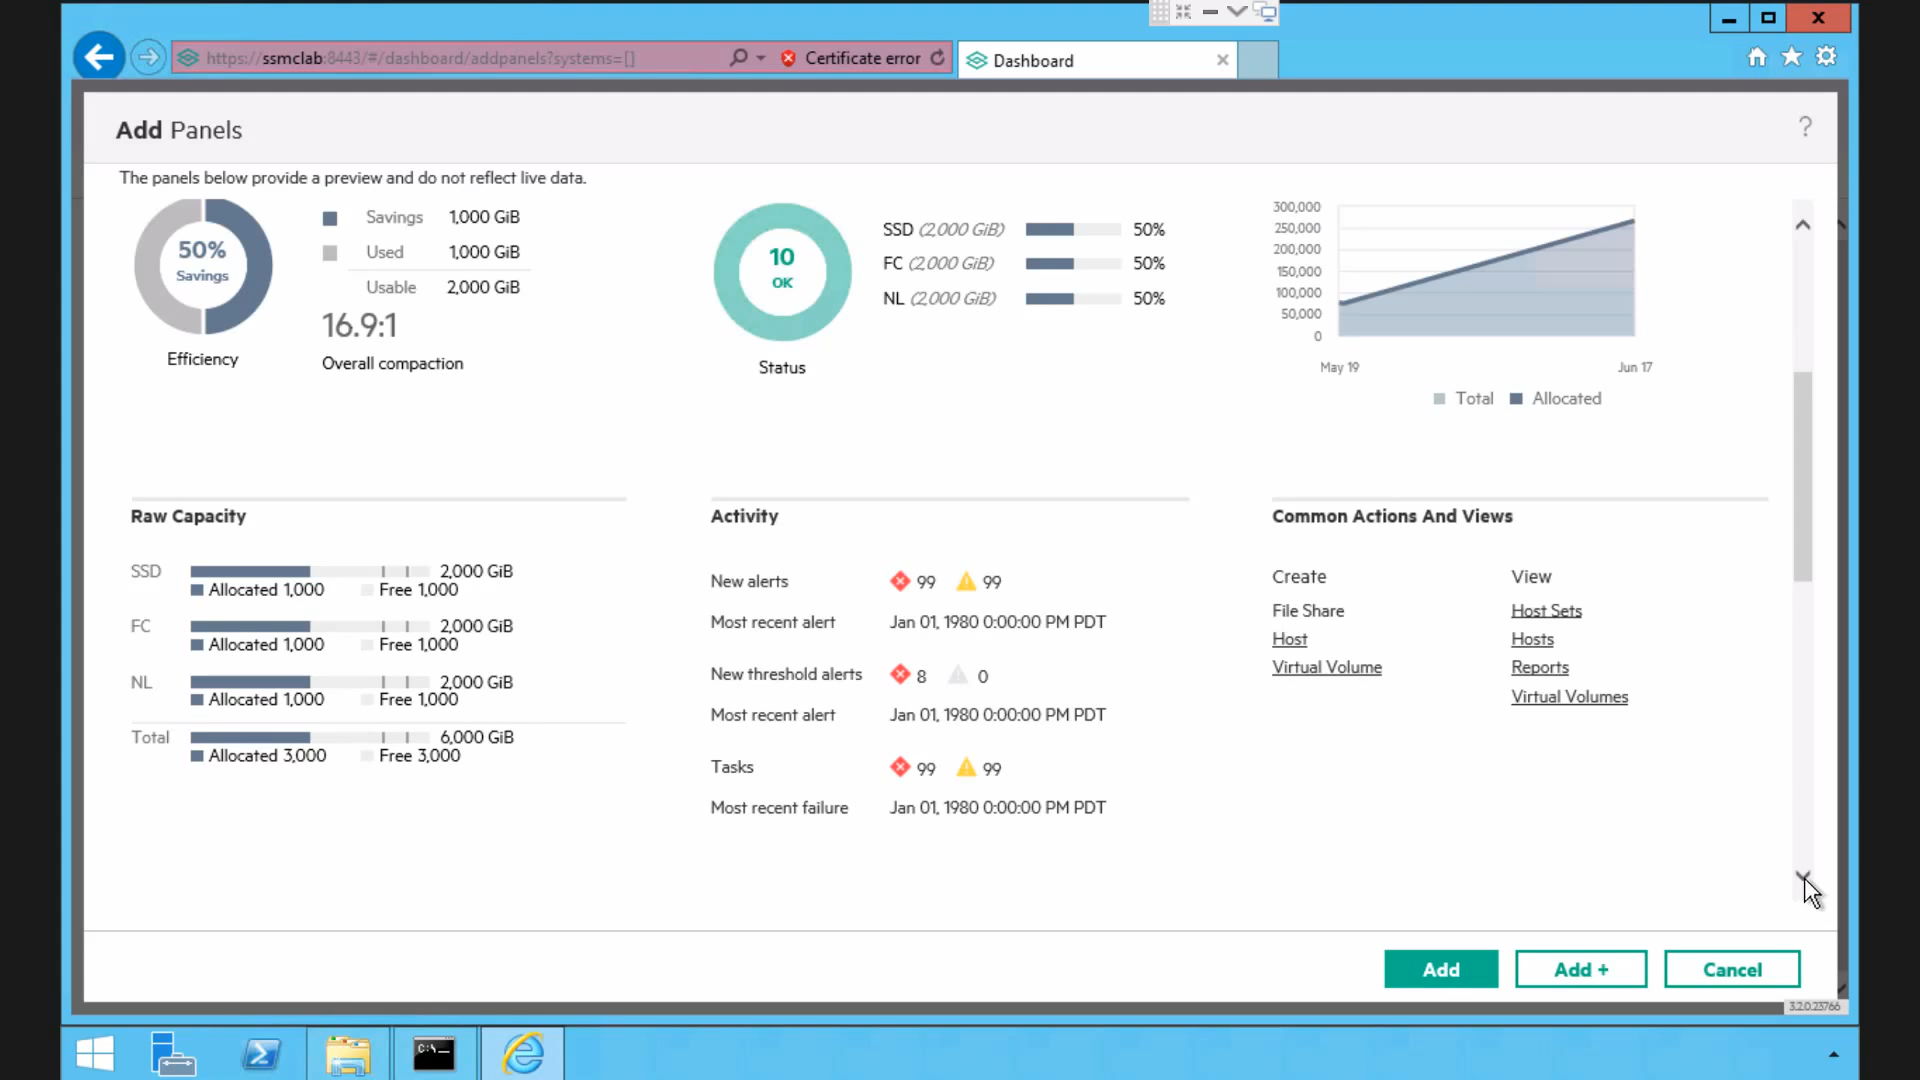 https://ssmclab:8443/#/dashboard/addpanels?systems=[]
Certificate error
Dashboard
Add Panels
?
The panels below provide a preview and do not reflect live data.
50%
Savings
Efficiency
Savings 1,000 GiB
Used 1,000 GiB
Usable 2,000 GiB
16.9:1
Overall compaction
10
OK
Status
SSD (2,000 GiB) 50%
FC (2,000 GiB) 50%
NL (2,000 GiB) 50%
300,000
250,000
200,000
150,000
100,000
50,000
0
May 19 Jun 17
Total Allocated
Raw Capacity
SSD 2,000 GiB
Allocated 1,000 Free 1,000
FC 2,000 GiB
Allocated 1,000 Free 1,000
NL 2,000 GiB
Allocated 1,000 Free 1,000
Total 6,000 GiB
Allocated 3,000 Free 3,000
Activity
New alerts 99 99
Most recent alert Jan 01, 1980 0:00:00 PM PDT
New threshold alerts 8 0
Most recent alert Jan 01, 1980 0:00:00 PM PDT
Tasks 99 99
Most recent failure Jan 01, 1980 0:00:00 PM PDT
Common Actions And Views
Create View
File Share Host Sets
Host Hosts
Virtual Volume Reports
Virtual Volumes
Add Add + Cancel
3.2.0.23766
C:\